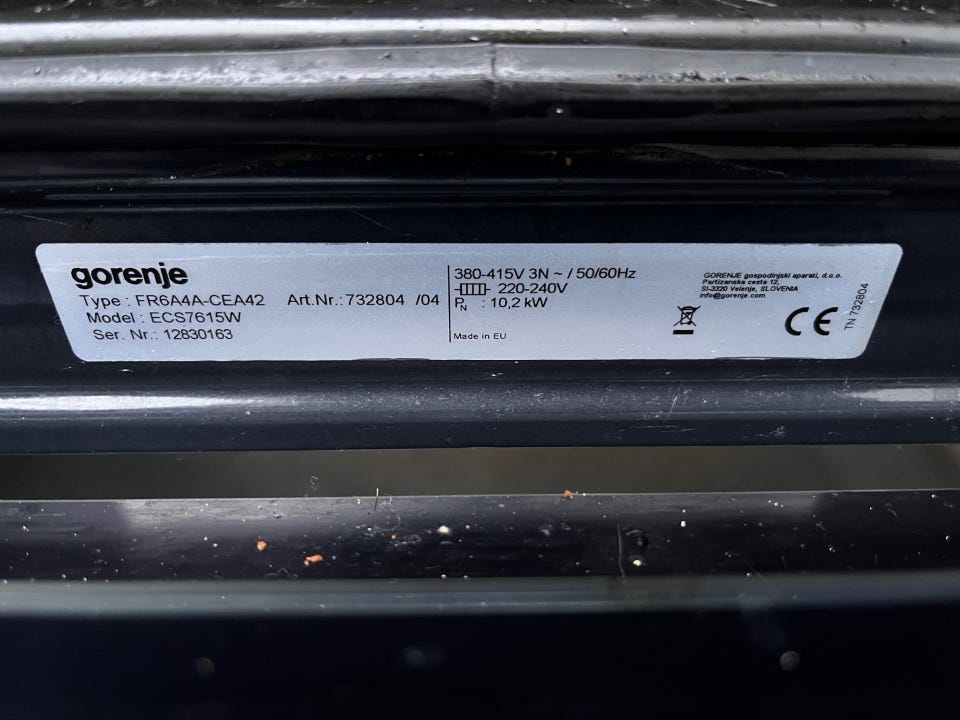 gorenje
Type : FR6A4A-CEA42 Art.Nr.: 732804 /04
Model : ECS7615W
Ser. Nr.: 12830163
380-415V 3N ~ / 50/60Hz
220-240V
PN : 10,2 kW
Made in EU
GORENJE gospodinjski aparati, d.o.o.
Partizanska cesta 12,
SI-3320 Velenje, SLOVENIA
info@gorenje.com
CE
TN 732804